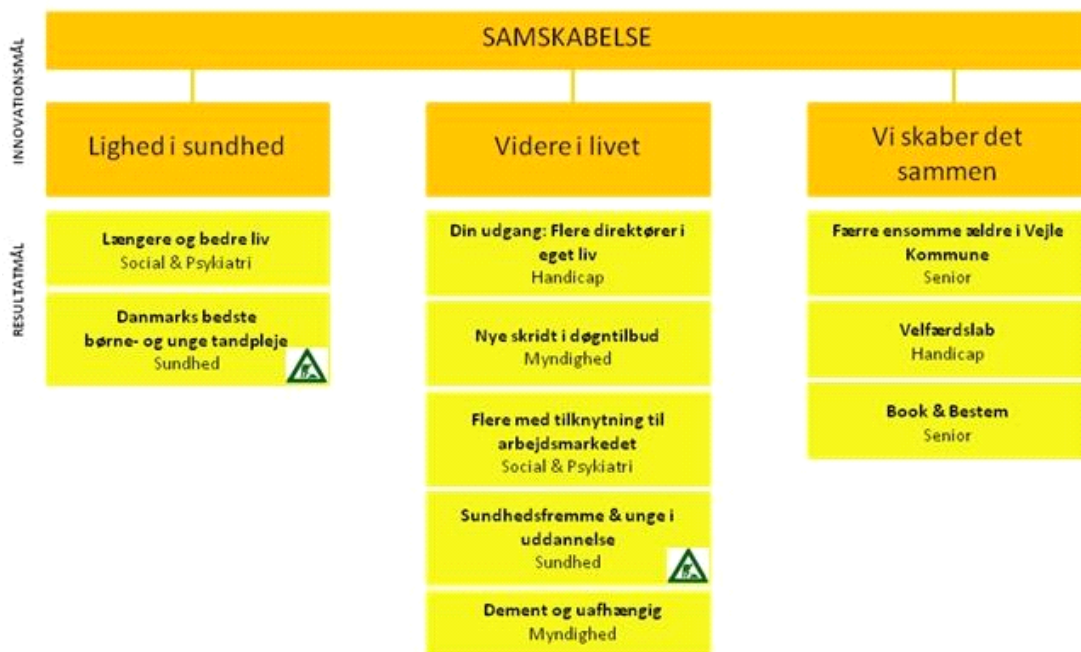 INNOVATIONSMÅL
SAMSKABELSE
Lighed i sundhed
Videre i livet
Vi skaber det
sammen
RESULTATMÅL
Længere og bedre liv
Social & Psykiatri
Danmarks bedste
børne- og unge tandpleje
Sundhed
Din udgang: Flere direktører i
eget liv
Handicap
Nye skridt i døgntilbud
Myndighed
Flere med tilknytning til
arbejdsmarkedet
Social & Psykiatri
Sundhedsfremme & unge i
uddannelse
Sundhed
Dement og uafhængig
Myndighed
Færre ensomme ældre i Vejle
Kommune
Senior
Velfærdslab
Handicap
Book & Bestem
Senior